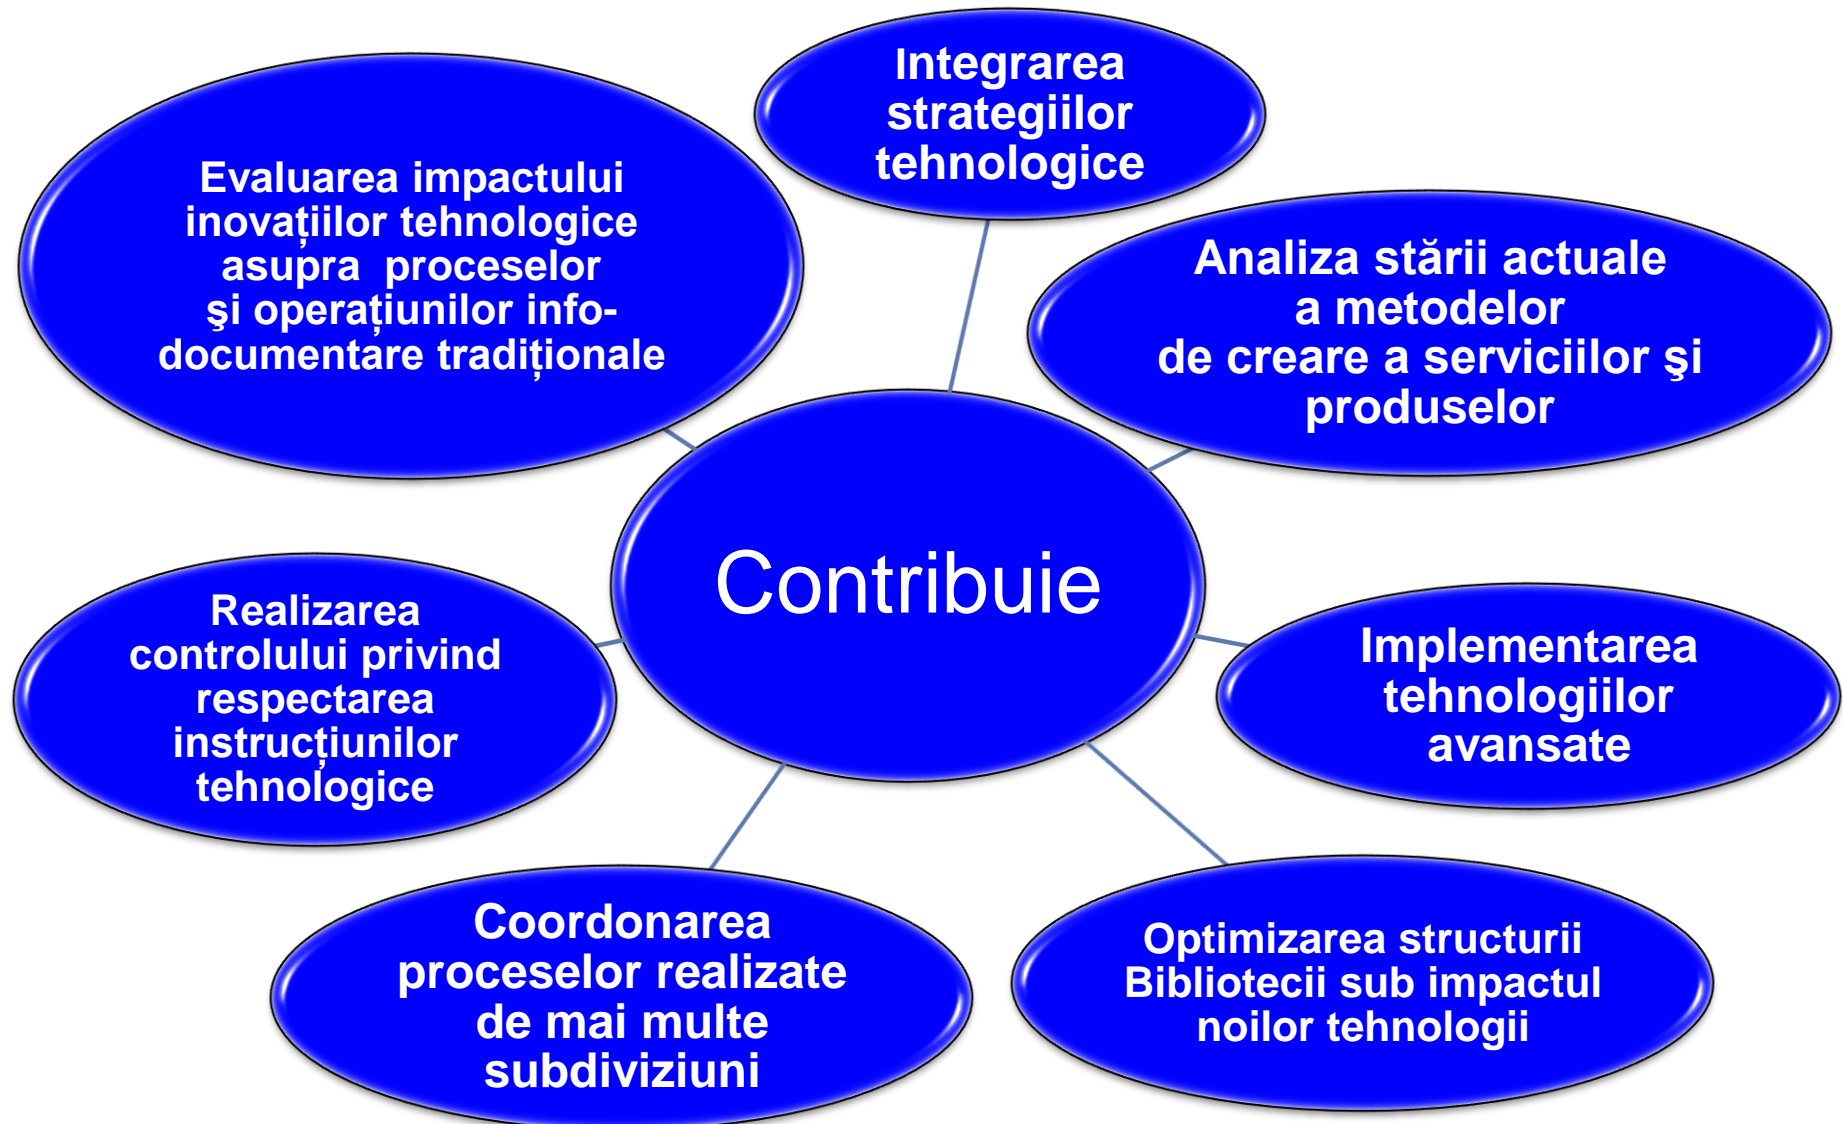 Integrarea
strategiilor
tehnologice
Evaluarea impactului
inovațiilor tehnologice
asupra  proceselor
şi operațiunilor info-
documentare tradiționale
Analiza stării actuale
a metodelor
de creare a serviciilor şi
produselor
Contribuie
Realizarea
controlului privind
respectarea
instrucțiunilor
tehnologice
Implementarea
tehnologiilor
avansate
Coordonarea
proceselor realizate
de mai multe
subdiviziuni
Optimizarea structurii
Bibliotecii sub impactul
noilor tehnologii